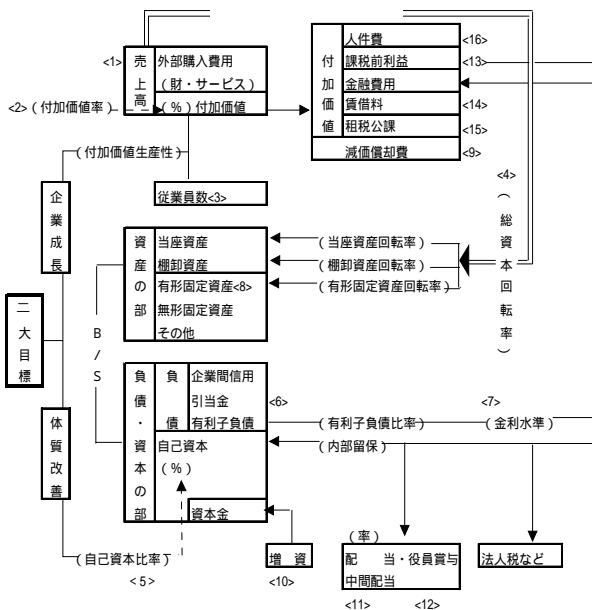 <1> 売上高 外部購入費用
(財・サービス)
<2> (付加価値率) (%)付加価値
付加価値
人件費 <16>
課税前利益 <13>
金融費用
賃借料 <14>
租税公課 <15>
減価償却費 <9>
(付加価値生産性)
従業員数<3>
<4>
(総資本回転率)
企業成長
二大目標
体質改善
B/S
資産の部
当座資産 (当座資産回転率)
棚卸資産 (棚卸資産回転率)
有形固定資産<8> (有形固定資産回転率)
無形固定資産
その他
負債・資本の部
負債
企業間信用
引当金 <6> <7>
有利子負債 (有利子負債比率) (金利水準)
自己資本 (内部留保)
(%)
資本金
(自己資本比率)
<5>
増資
<10>
(率)
配 当・役員賞与
中間配当
<11> <12>
法人税など